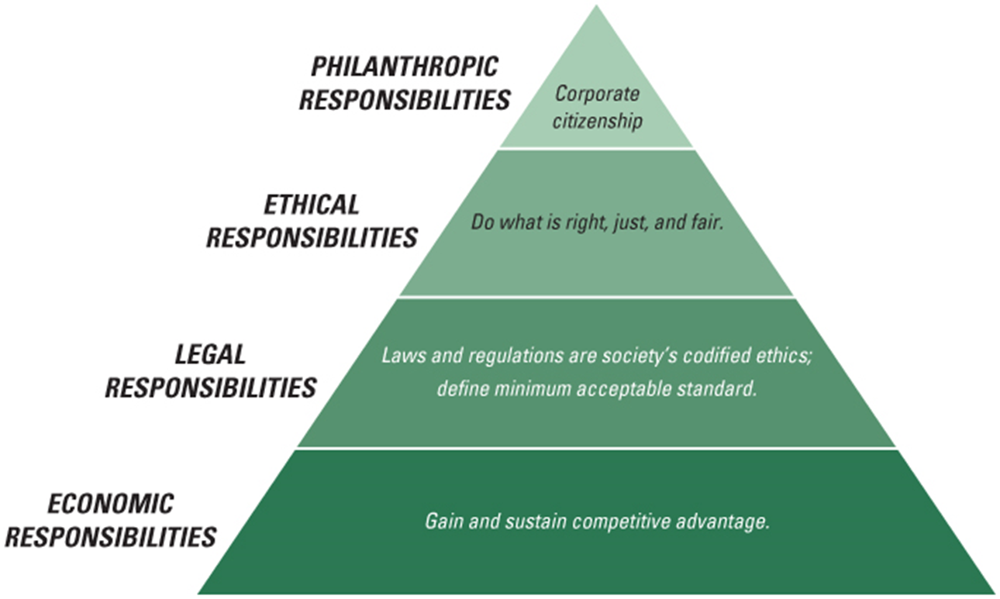 PHILANTHROPIC
RESPONSIBILITIES
Corporate
citizenship
ETHICAL
RESPONSIBILITIES
Do what is right, just, and fair.
LEGAL
RESPONSIBILITIES
Laws and regulations are society's codified ethics;
define minimum acceptable standard.
ECONOMIC
RESPONSIBILITIES
Gain and sustain competitive advantage.